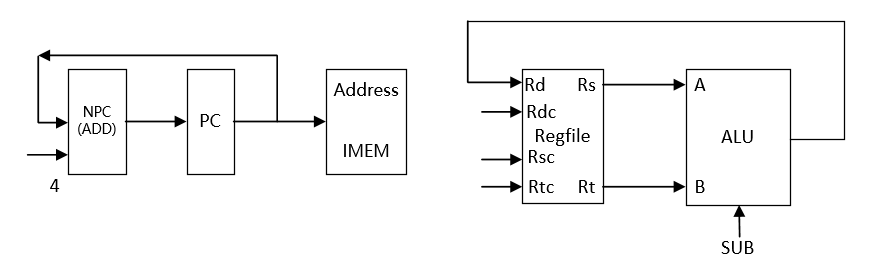 NPC
(ADD)
4
PC
Address
IMEM
Rd Rs
Rdc
Regfile
Rsc
Rtc Rt
A
ALU
B
SUB